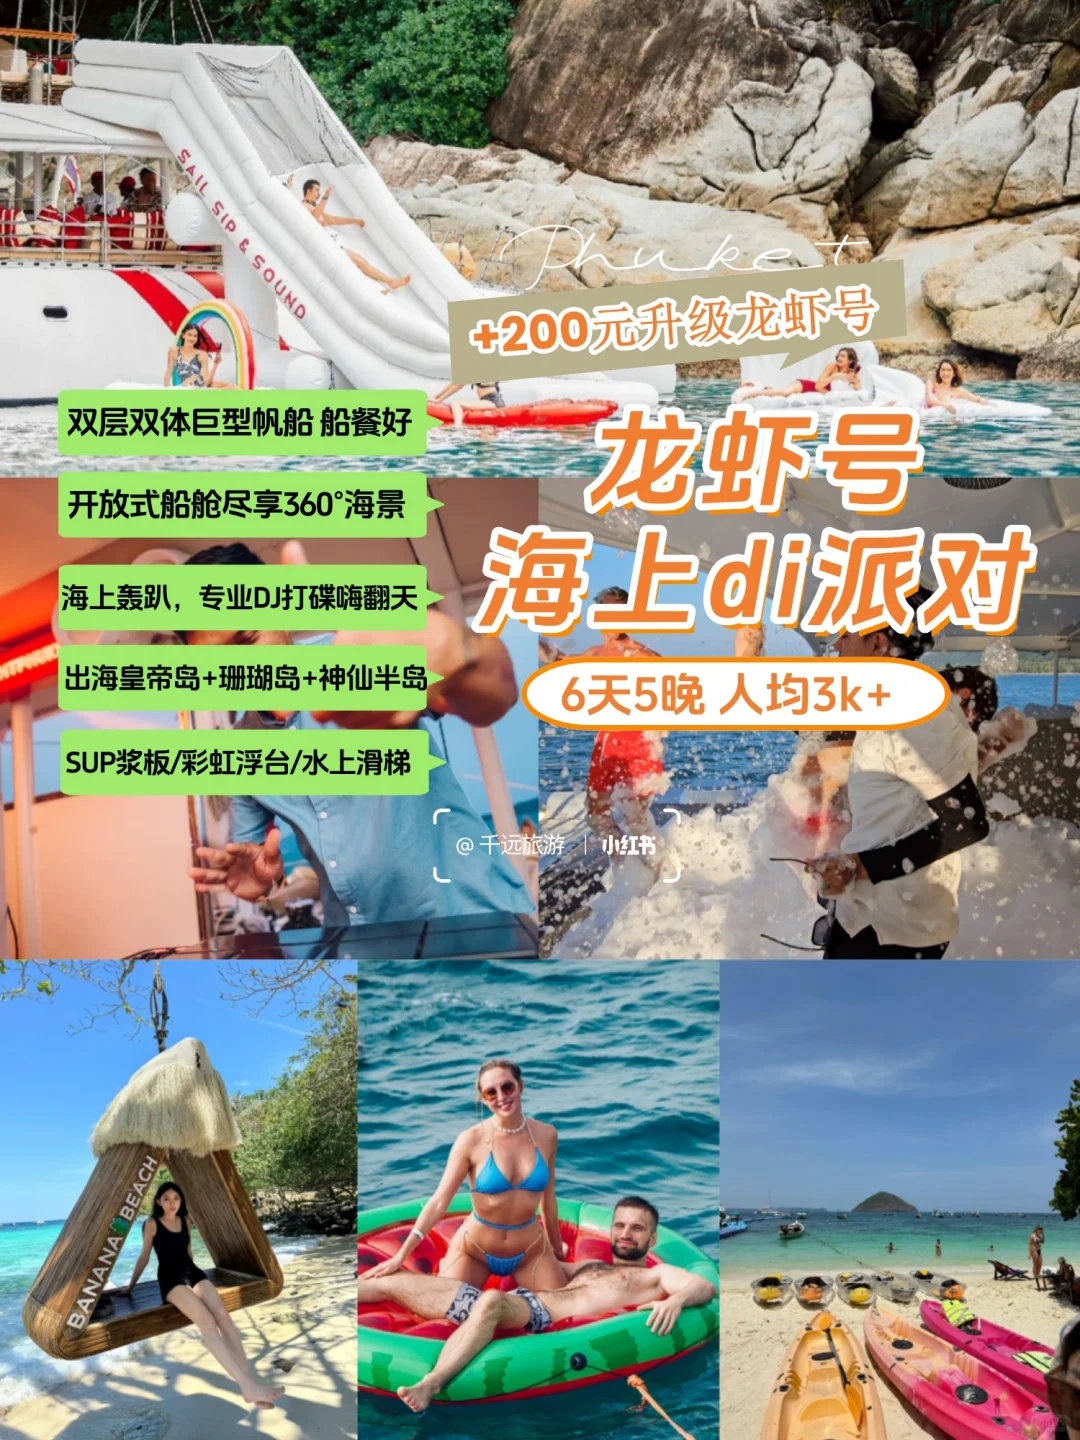 SAIL SIP & SOUND
Phuket
+200元升级龙虾号
双层双体巨型帆船 船餐好
开放式船舱尽享360°海景
海上轰趴，专业DJ打碟嗨翻天
出海皇帝岛+珊瑚岛+神仙半岛
SUP浆板/彩虹浮台/水上滑梯
龙虾号
海上di派对
6天5晚 人均3k+
@千远旅游 | 小红书
BANANA BEACH